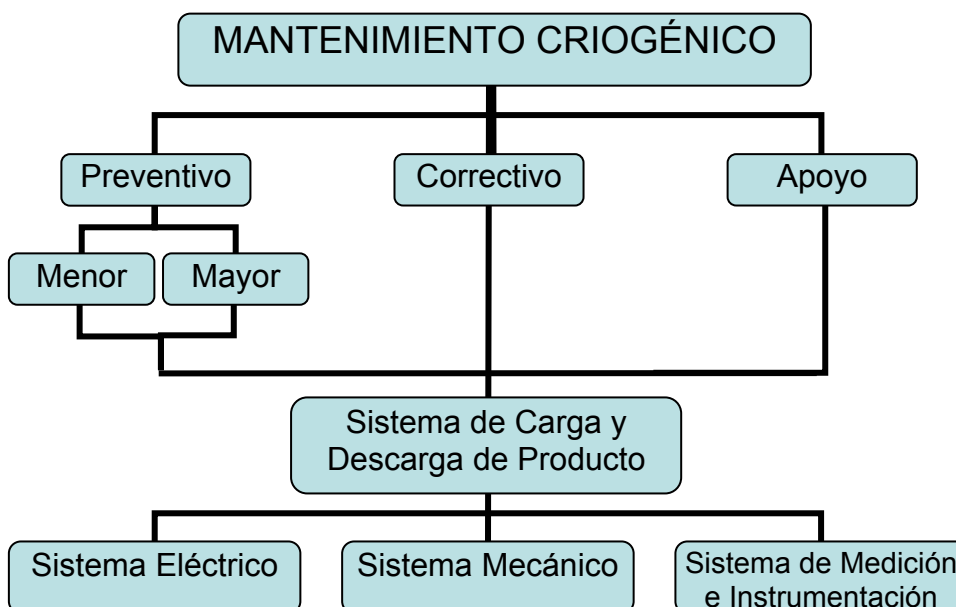 MANTENIMIENTO CRIOGÉNICO
Preventivo
Correctivo
Apoyo
Menor
Mayor
Sistema de Carga y
Descarga de Producto
Sistema Eléctrico
Sistema Mecánico
Sistema de Medición
e Instrumentación